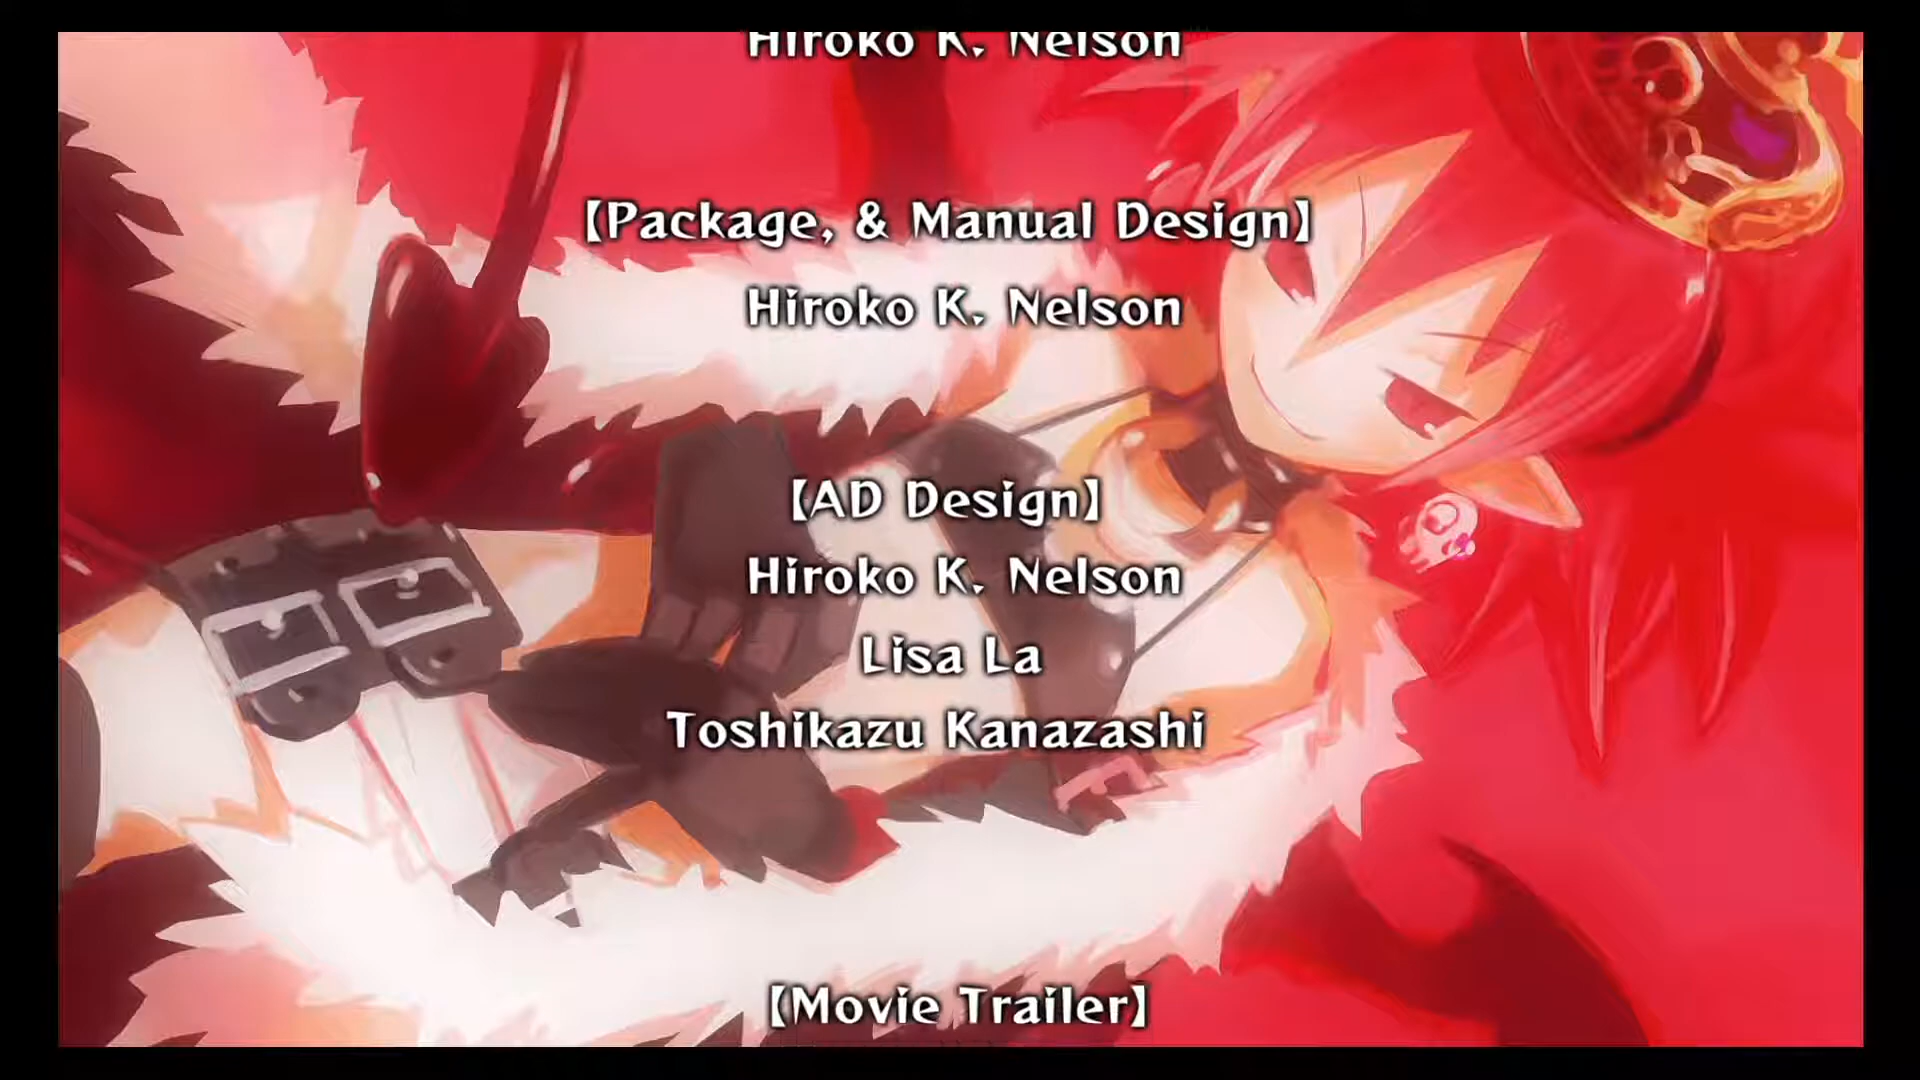 Hiroko K. Nelson
【Package, & Manual Design】
Hiroko K. Nelson
【AD Design】
Hiroko K. Nelson
Lisa La
Toshikazu Kanazashi
【Movie Trailer】